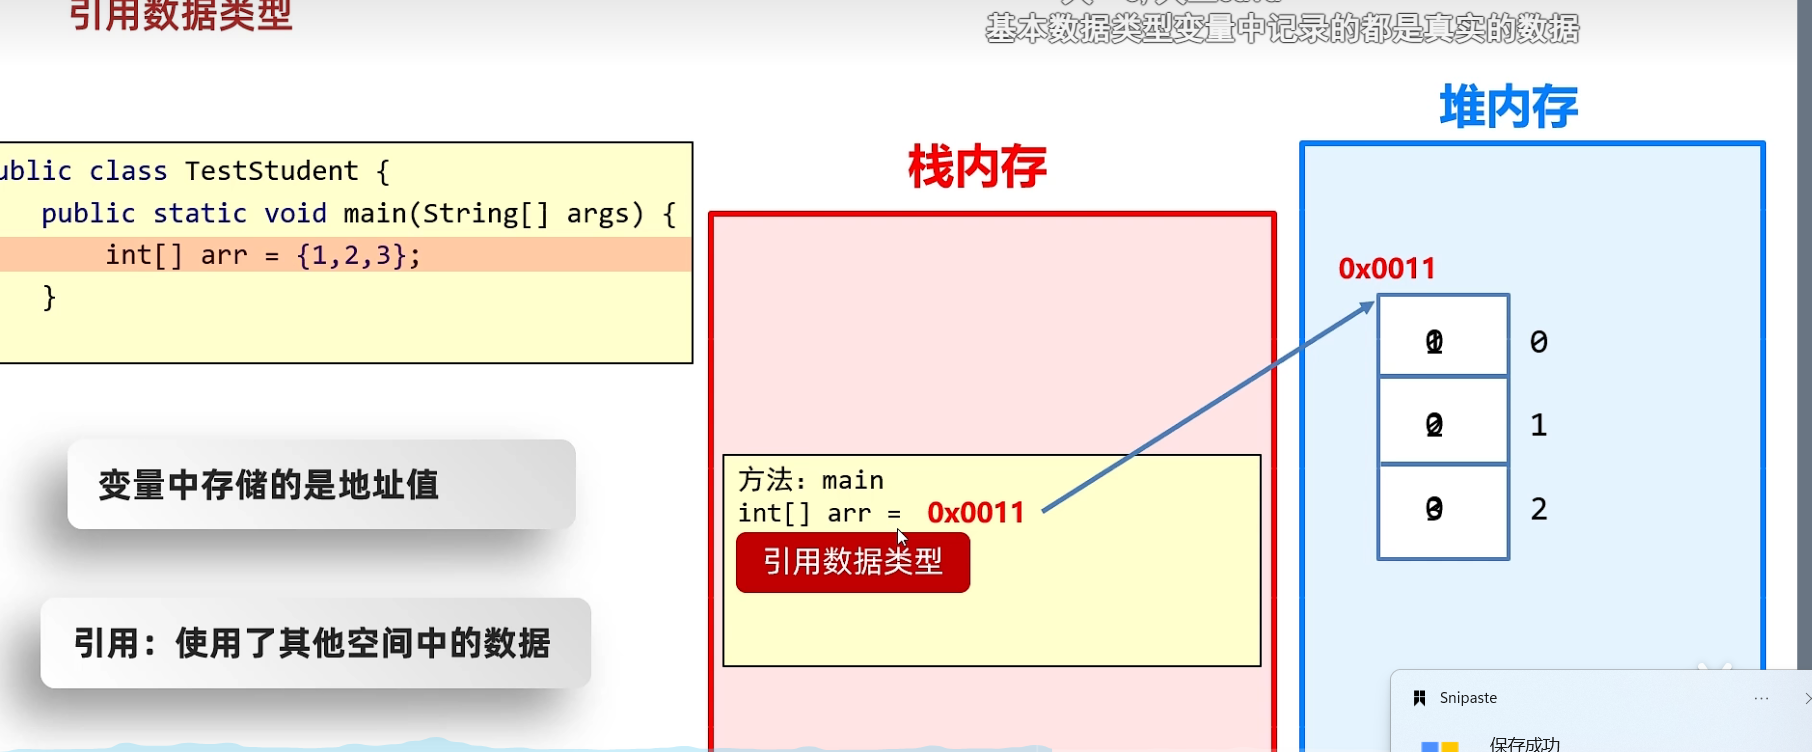 引用数据类型
基本数据类型变量中记录的都是真实的数据
堆内存
栈内存
ublic class TestStudent {
public static void main(String[] args) {
int[] arr = {1,2,3};
}
0x0011
0
1
2
变量中存储的是地址值
方法：main
int[] arr = 0x0011
引用数据类型
引用：使用了其他空间中的数据
Snipaste
保存成功